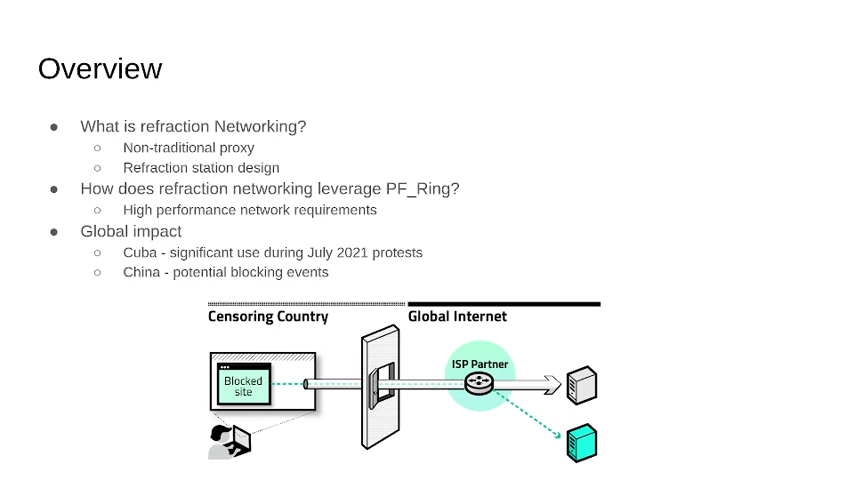 Overview
● What is refraction Networking?
○ Non-traditional proxy
○ Refraction station design
● How does refraction networking leverage PF_Ring?
○ High performance network requirements
● Global impact
○ Cuba - significant use during July 2021 protests
○ China - potential blocking events
Censoring Country
Global Internet
ISP Partner
Blocked
site